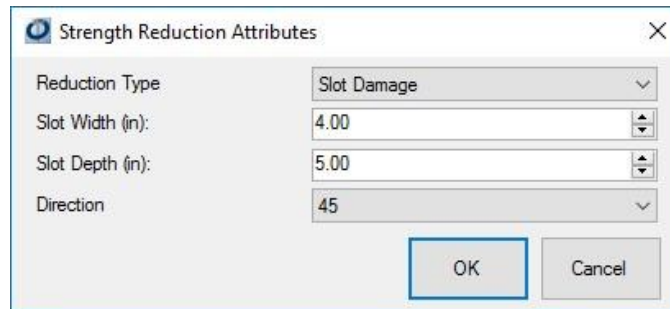 Strength Reduction Attributes
Reduction Type Slot Damage
Slot Width (in): 4.00
Slot Depth (in): 5.00
Direction 45
OK Cancel